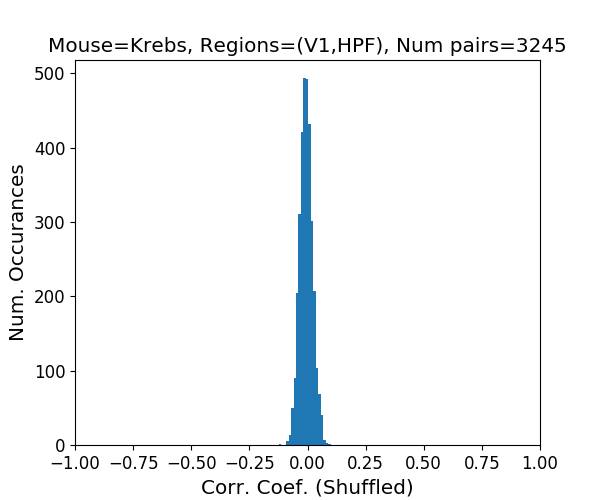 Mouse=Krebs, Regions=(V1,HPF), Num pairs=3245
500
400
300
200
100
0
Num. Occurances
−1.00 −0.75 −0.50 −0.25 0.00 0.25 0.50 0.75 1.00
Corr. Coef. (Shuffled)